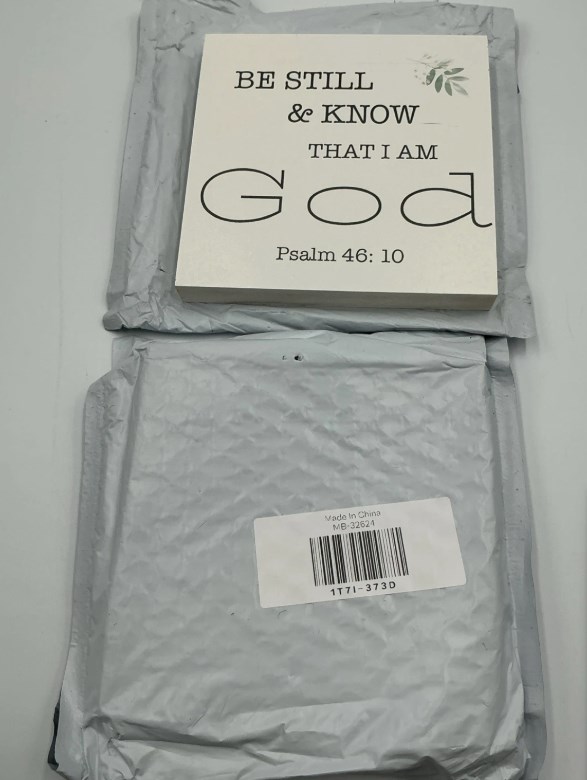 BE STILL
& KNOW
THAT I AM
God
Psalm 46: 10
Made In China
MB-32624
1T7I-373D